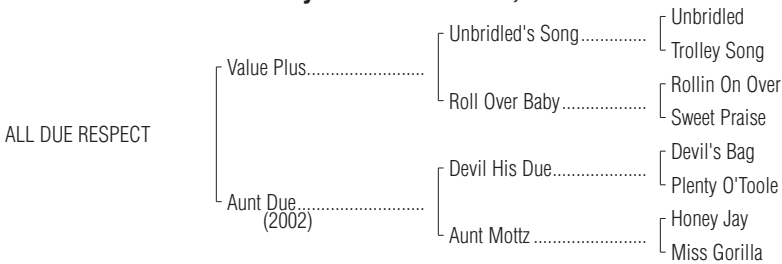 Unbridled
Unbridled's Song..............
Trolley Song
Value Plus.........................
Rollin On Over
Roll Over Baby..................
Sweet Praise
ALL DUE RESPECT
Devil's Bag
Devil His Due....................
Plenty O'Toole
Aunt Due...........................
(2002)
Honey Jay
Aunt Mottz ........................
Miss Gorilla